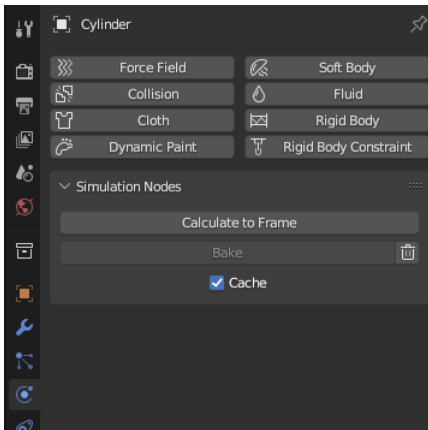 Cylinder
Force Field Soft Body
Collision Fluid
Cloth Rigid Body
Dynamic Paint Rigid Body Constraint
Simulation Nodes
Calculate to Frame
Bake
Cache